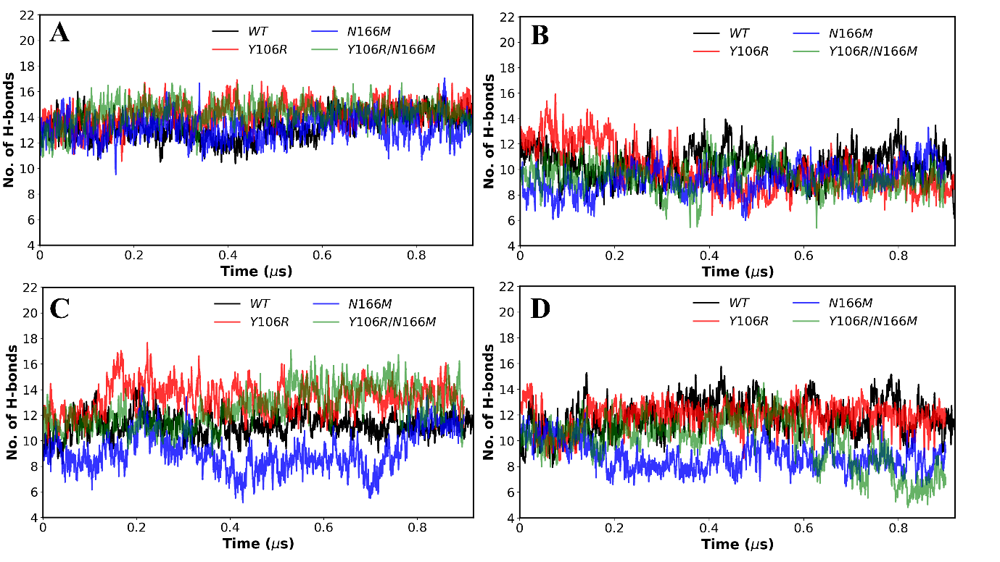 A
WT
N166M
Y106R
Y106R/N166M
22
20
18
16
14
12
10
8
6
4
No. of H-bonds
0
0.2
0.4
0.6
0.8
Time (μs)
B
WT
N166M
Y106R
Y106R/N166M
22
20
18
16
14
12
10
8
6
4
No. of H-bonds
0
0.2
0.4
0.6
0.8
Time (μs)
C
WT
N166M
Y106R
Y106R/N166M
22
20
18
16
14
12
10
8
6
4
No. of H-bonds
0
0.2
0.4
0.6
0.8
Time (μs)
D
WT
N166M
Y106R
Y106R/N166M
22
20
18
16
14
12
10
8
6
4
No. of H-bonds
0
0.2
0.4
0.6
0.8
Time (μs)